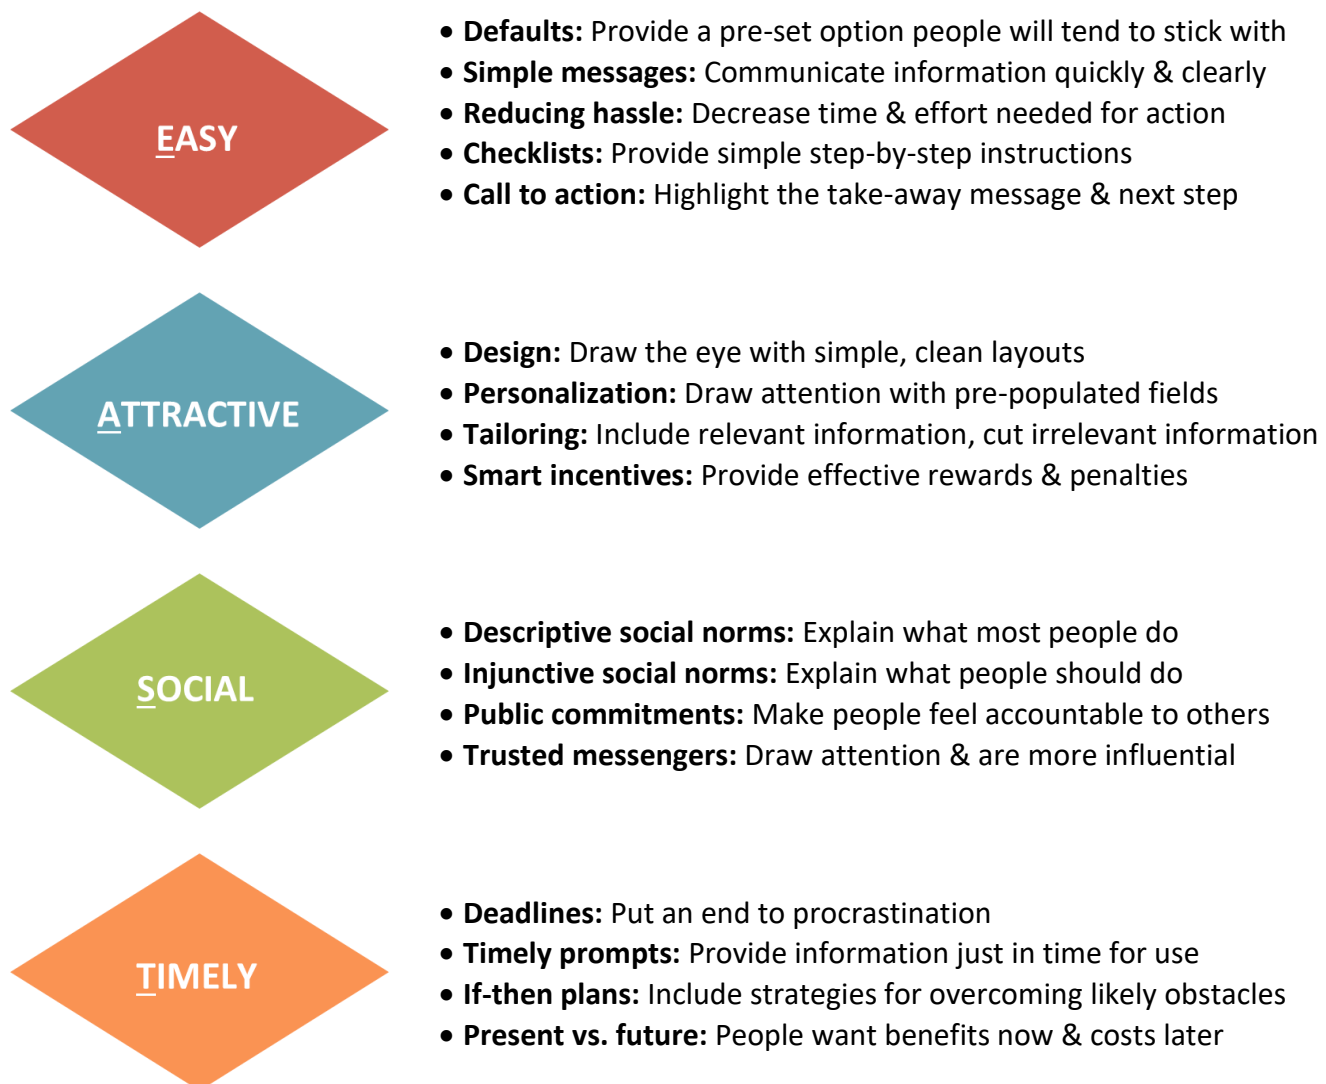 EASY
• Defaults: Provide a pre-set option people will tend to stick with
• Simple messages: Communicate information quickly & clearly
• Reducing hassle: Decrease time & effort needed for action
• Checklists: Provide simple step-by-step instructions
• Call to action: Highlight the take-away message & next step
ATTRACTIVE
• Design: Draw the eye with simple, clean layouts
• Personalization: Draw attention with pre-populated fields
• Tailoring: Include relevant information, cut irrelevant information
• Smart incentives: Provide effective rewards & penalties
SOCIAL
• Descriptive social norms: Explain what most people do
• Injunctive social norms: Explain what people should do
• Public commitments: Make people feel accountable to others
• Trusted messengers: Draw attention & are more influential
TIMELY
• Deadlines: Put an end to procrastination
• Timely prompts: Provide information just in time for use
• If-then plans: Include strategies for overcoming likely obstacles
• Present vs. future: People want benefits now & costs later